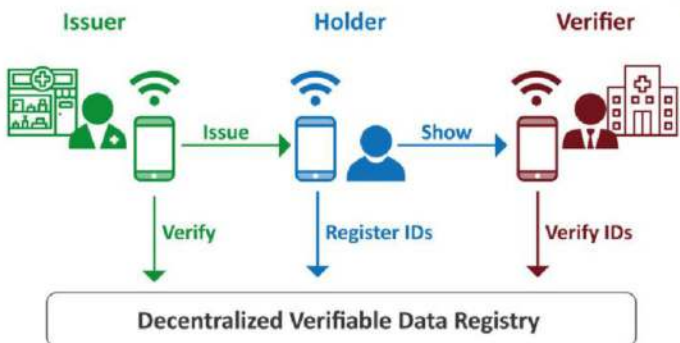 Issuer
Holder
Verifier
Issue
Show
Verify
Register IDs
Verify IDs
Decentralized Verifiable Data Registry